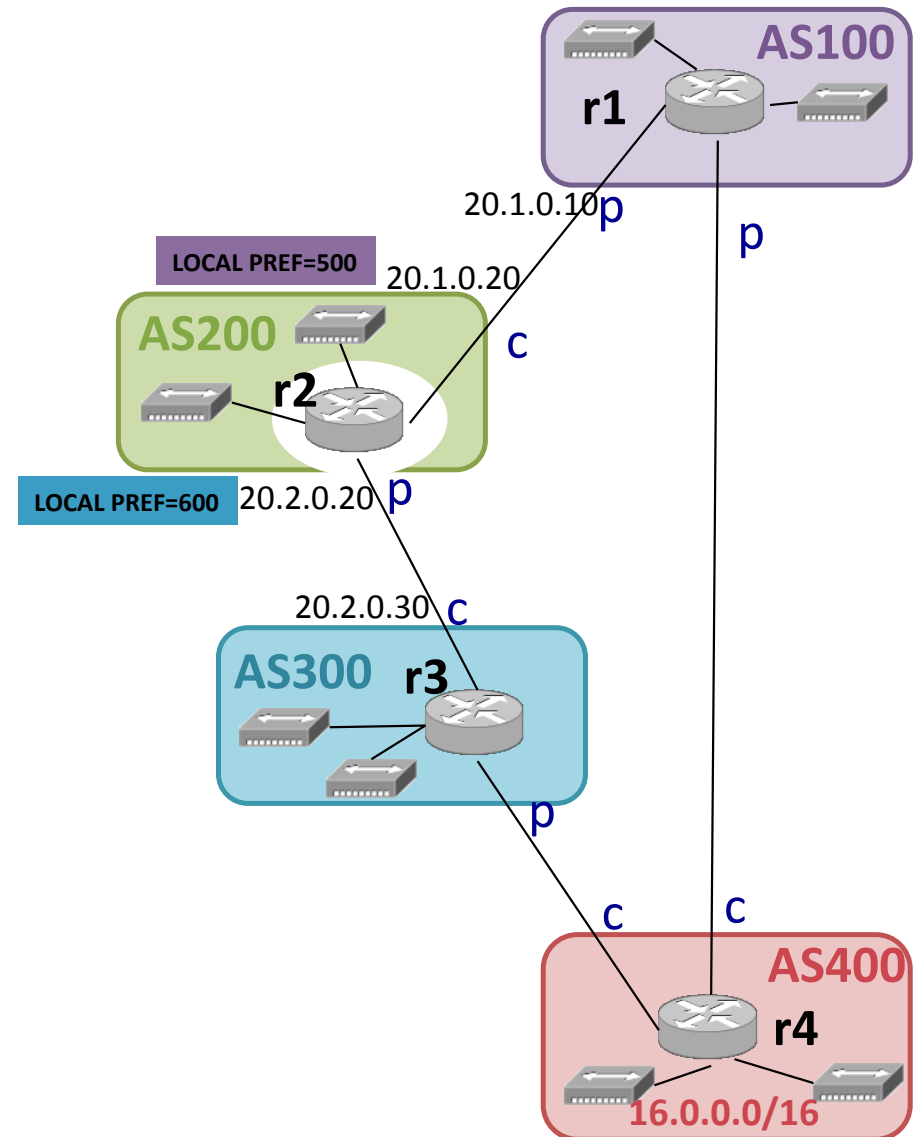 AS100
r1
20.1.0.10
p
p
LOCAL PREF=500
20.1.0.20
AS200
c
r2
LOCAL PREF=600
20.2.0.20
p
20.2.0.30
c
AS300
r3
p
c
c
AS400
r4
16.0.0.0/16